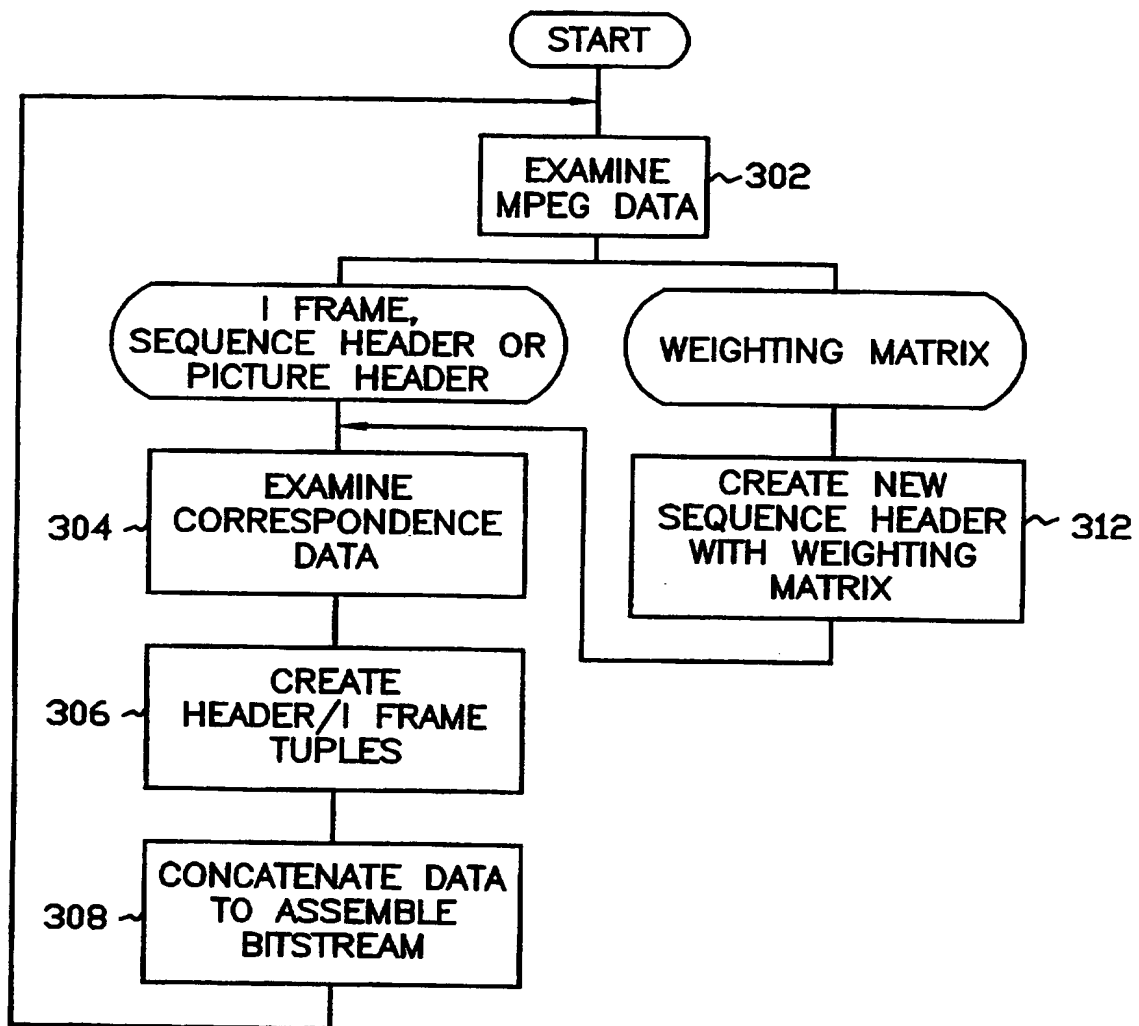 START
EXAMINE
MPEG DATA
302
I FRAME,
SEQUENCE HEADER OR
PICTURE HEADER
WEIGHTING MATRIX
EXAMINE
CORRESPONDENCE
DATA
304
CREATE NEW
SEQUENCE HEADER
WITH WEIGHTING
MATRIX
312
CREATE
HEADER/I FRAME
TUPLES
306
CONCATENATE DATA
TO ASSEMBLE
BITSTREAM
308